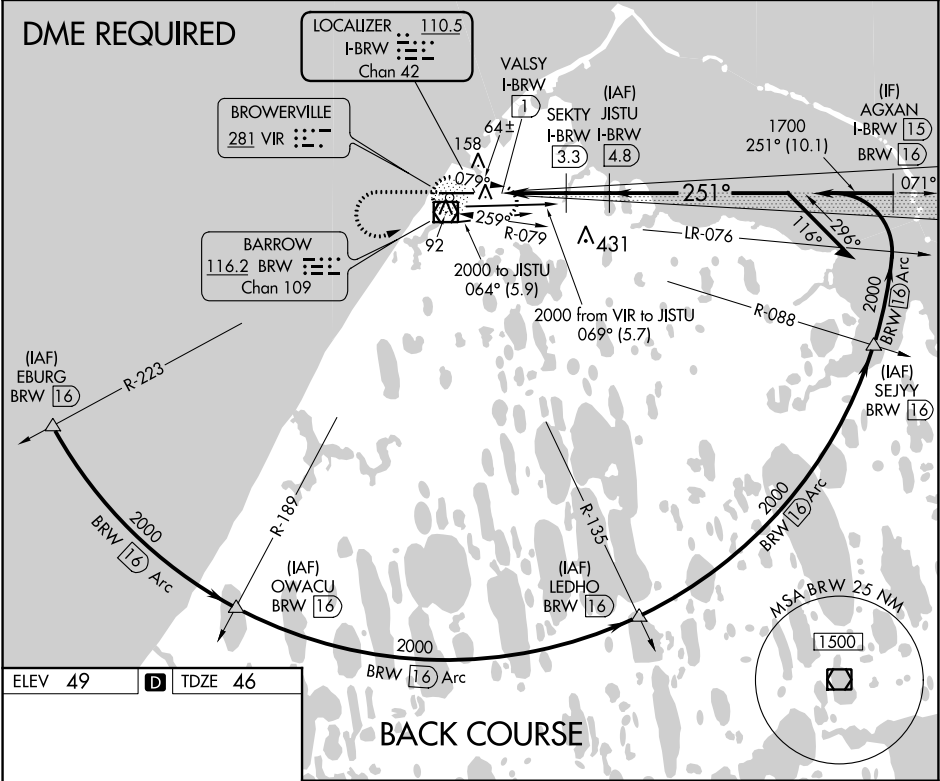 DME REQUIRED
LOCALIZER 110.5
I-BRW
Chan 42
VALSY
I-BRW
1
(IAF)
JISTU
I-BRW
4.8
SEKTY
I-BRW
3.3
(IF)
AGXAN
I-BRW 15
BRW 16
1700
251° (10.1)
BROWERVILLE
281 VIR
64±
158
079°
251°
071°
259°
R-079
92
431
LR-076
116°
296°
BARROW
116.2 BRW
Chan 109
2000 to JISTU
064° (5.9)
2000 from VIR to JISTU
069° (5.7)
R-088
2000
BRW 16 Arc
(IAF)
EBURG
BRW 16
R-223
(IAF)
SEJYY
BRW 16
R-189
R-135
2000
BRW 16 Arc
2000
BRW 16 Arc
(IAF)
OWACU
BRW 16
(IAF)
LEDHO
BRW 16
2000
BRW 16 Arc
MSA BRW 25 NM
1500
ELEV 49 D TDZE 46
BACK COURSE